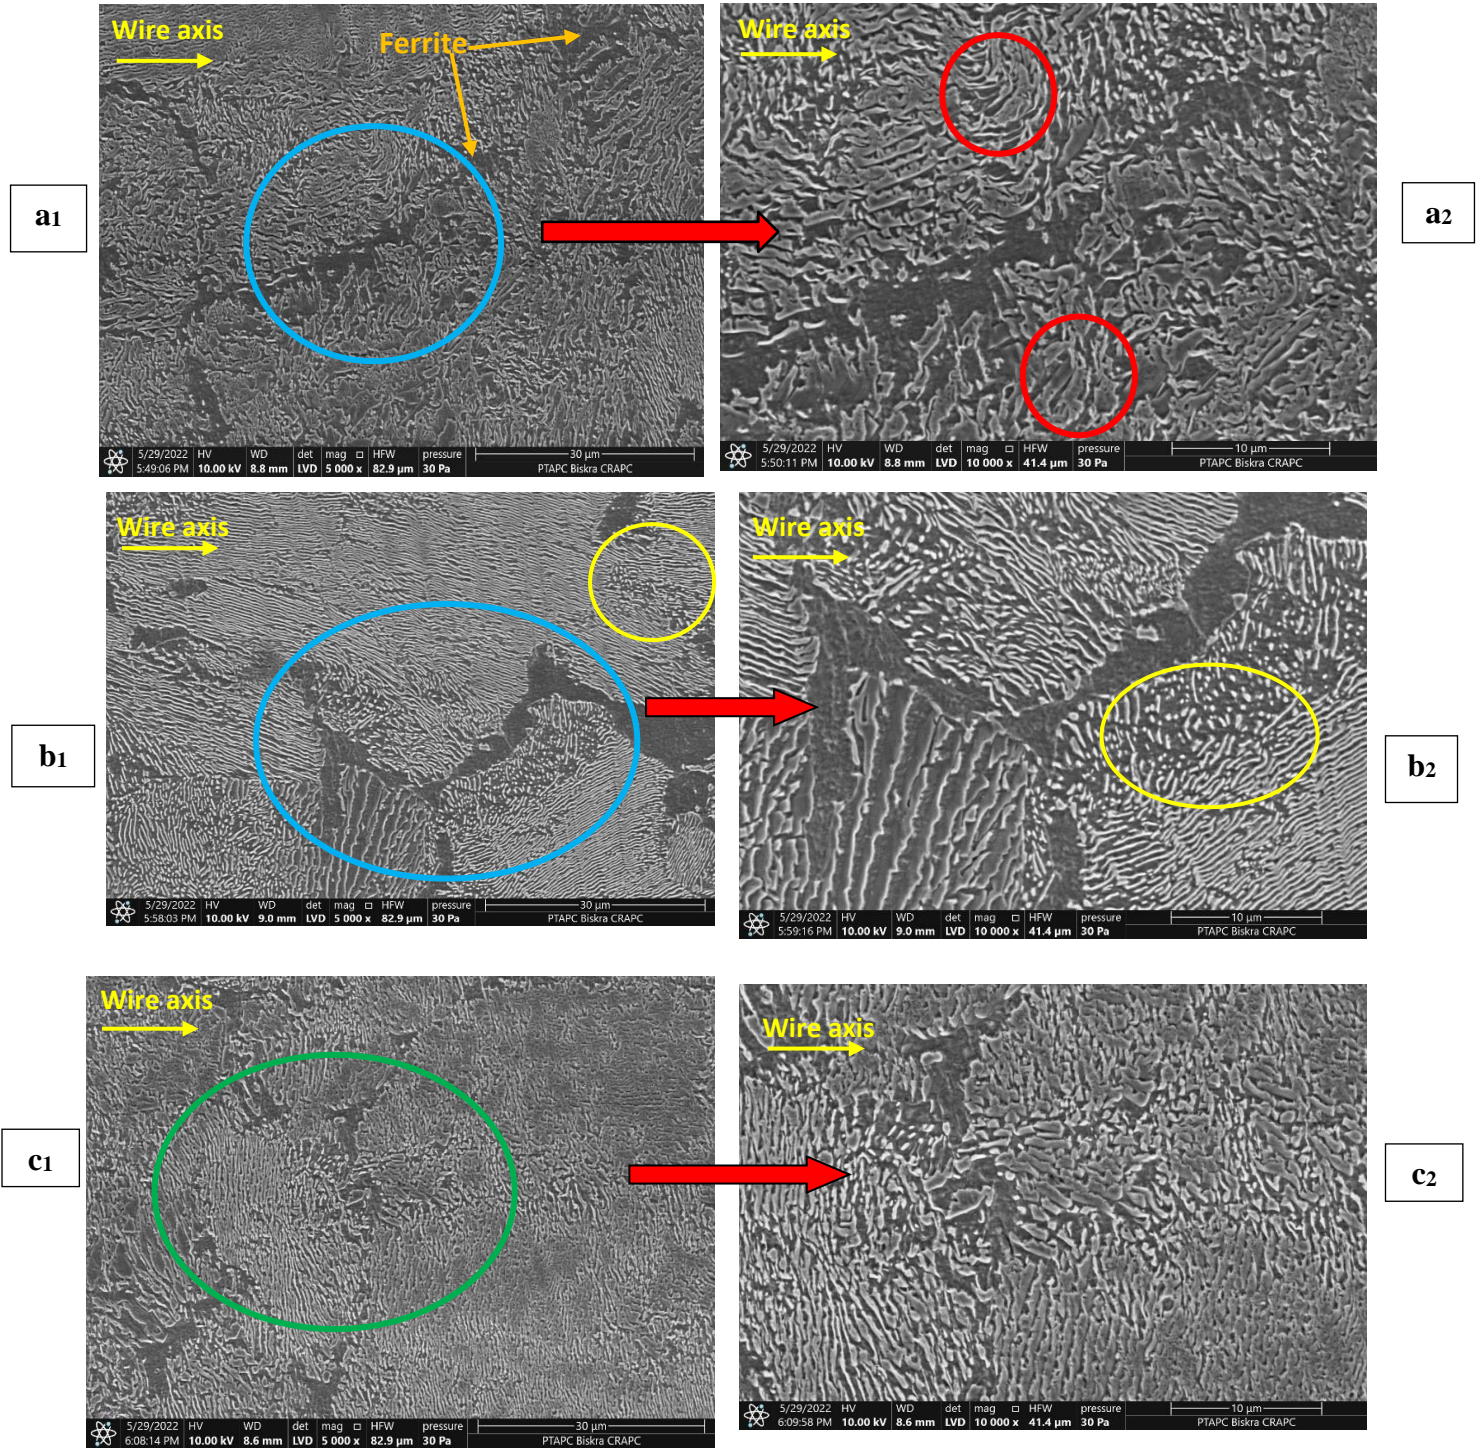 Wire axis
Ferrite
a1
5/29/2022 HV WD det mag HFW pressure 30 µm
5:49:06 PM 10.00 kV 8.8 mm LVD 5 000 x 82.9 µm 30 Pa PTAPC Biskra CRAPC
Wire axis
a2
5/29/2022 HV WD det mag HFW pressure 10 µm
5:50:11 PM 10.00 kV 8.8 mm LVD 10 000 x 41.4 µm 30 Pa PTAPC Biskra CRAPC
Wire axis
b1
5/29/2022 HV WD det mag HFW pressure 30 µm
5:58:03 PM 10.00 kV 9.0 mm LVD 5 000 x 82.9 µm 30 Pa PTAPC Biskra CRAPC
Wire axis
b2
5/29/2022 HV WD det mag HFW pressure 10 µm
5:59:16 PM 10.00 kV 9.0 mm LVD 10 000 x 41.4 µm 30 Pa PTAPC Biskra CRAPC
Wire axis
c1
5/29/2022 HV WD det mag HFW pressure 30 µm
6:08:14 PM 10.00 kV 8.6 mm LVD 5 000 x 82.9 µm 30 Pa PTAPC Biskra CRAPC
Wire axis
c2
5/29/2022 HV WD det mag HFW pressure 10 µm
6:09:58 PM 10.00 kV 8.6 mm LVD 10 000 x 41.4 µm 30 Pa PTAPC Biskra CRAPC